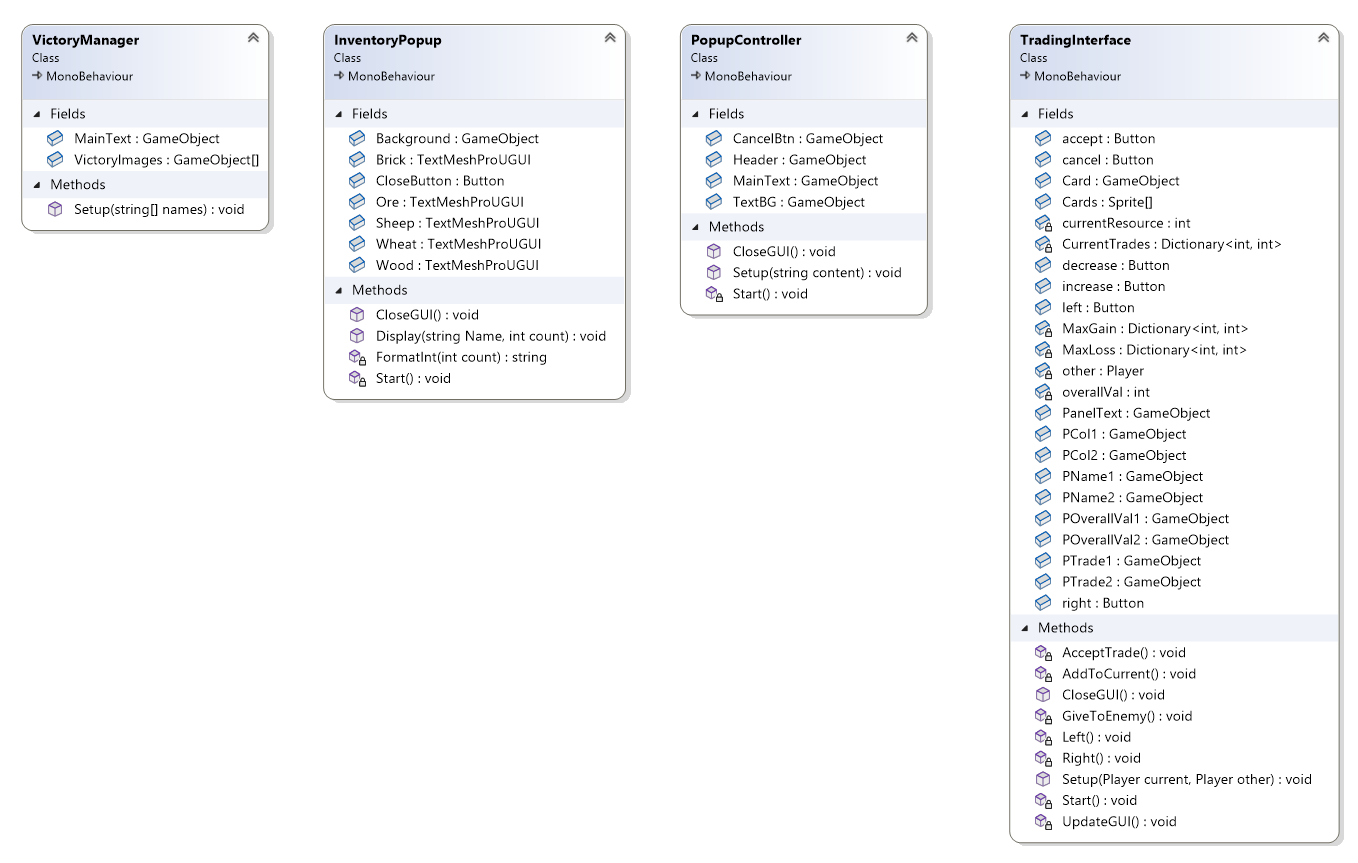 VictoryManager
Class
MonoBehaviour
Fields
MainText : GameObject
VictoryImages : GameObject[]
Methods
Setup(string[] names) : void
InventoryPopup
Class
MonoBehaviour
Fields
Background : GameObject
Brick : TextMeshProUGUI
CloseButton : Button
Ore : TextMeshProUGUI
Sheep : TextMeshProUGUI
Wheat : TextMeshProUGUI
Wood : TextMeshProUGUI
Methods
CloseGUI() : void
Display(string Name, int count) : void
FormatInt(int count) : string
Start() : void
PopupController
Class
MonoBehaviour
Fields
CancelBtn : GameObject
Header : GameObject
MainText : GameObject
TextBG : GameObject
Methods
CloseGUI() : void
Setup(string content) : void
Start() : void
TradingInterface
Class
MonoBehaviour
Fields
accept : Button
cancel : Button
Card : GameObject
Cards : Sprite[]
currentResource : int
CurrentTrades : Dictionary<int, int>
decrease : Button
increase : Button
left : Button
MaxGain : Dictionary<int, int>
MaxLoss : Dictionary<int, int>
other : Player
overallVal : int
PanelText : GameObject
PCol1 : GameObject
PCol2 : GameObject
PName1 : GameObject
PName2 : GameObject
POverallVal1 : GameObject
POverallVal2 : GameObject
PTrade1 : GameObject
PTrade2 : GameObject
right : Button
Methods
AcceptTrade() : void
AddToCurrent() : void
CloseGUI() : void
GiveToEnemy() : void
Left() : void
Right() : void
Setup(Player current, Player other) : void
Start() : void
UpdateGUI() : void